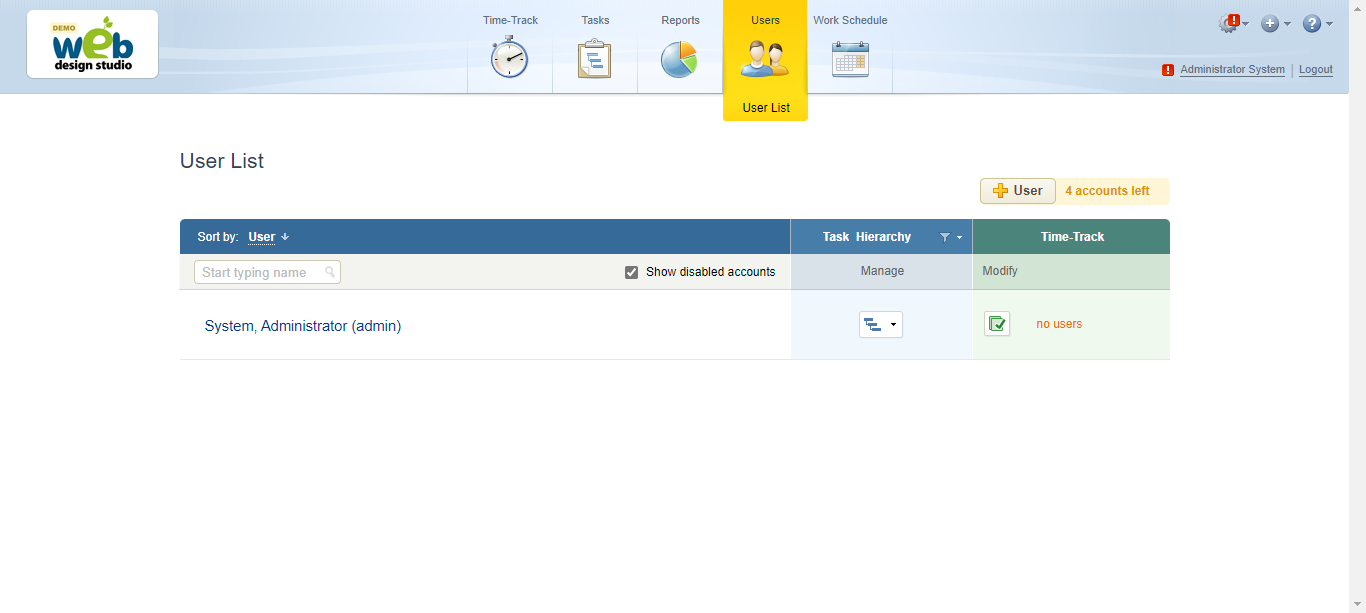 DEMO
web
design studio
Time-Track
Tasks
Reports
Users
Work Schedule
Administrator System
Logout
User List
User List
User
4 accounts left
Sort by: User
Task Hierarchy
Time-Track
Start typing name
Show disabled accounts
Manage
Modify
System, Administrator (admin)
no users